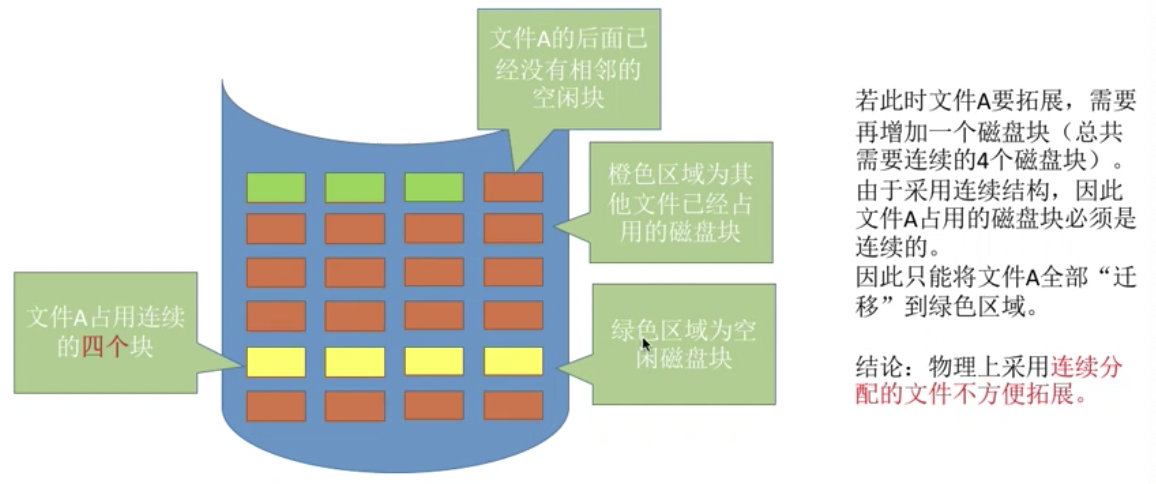 文件A的后面已
经没有相邻的
空闲块
橙色区域为其
他文件已经占
用的磁盘块
文件A占用连续
的四个块
绿色区域为空
闲磁盘块
若此时文件A要拓展，需要
再增加一个磁盘块（总共
需要连续的4个磁盘块）。
由于采用连续结构，因此
文件A占用的磁盘块必须是
连续的。
因此只能将文件A全部“迁
移”到绿色区域。
结论：物理上采用连续分
配的文件不方便拓展。